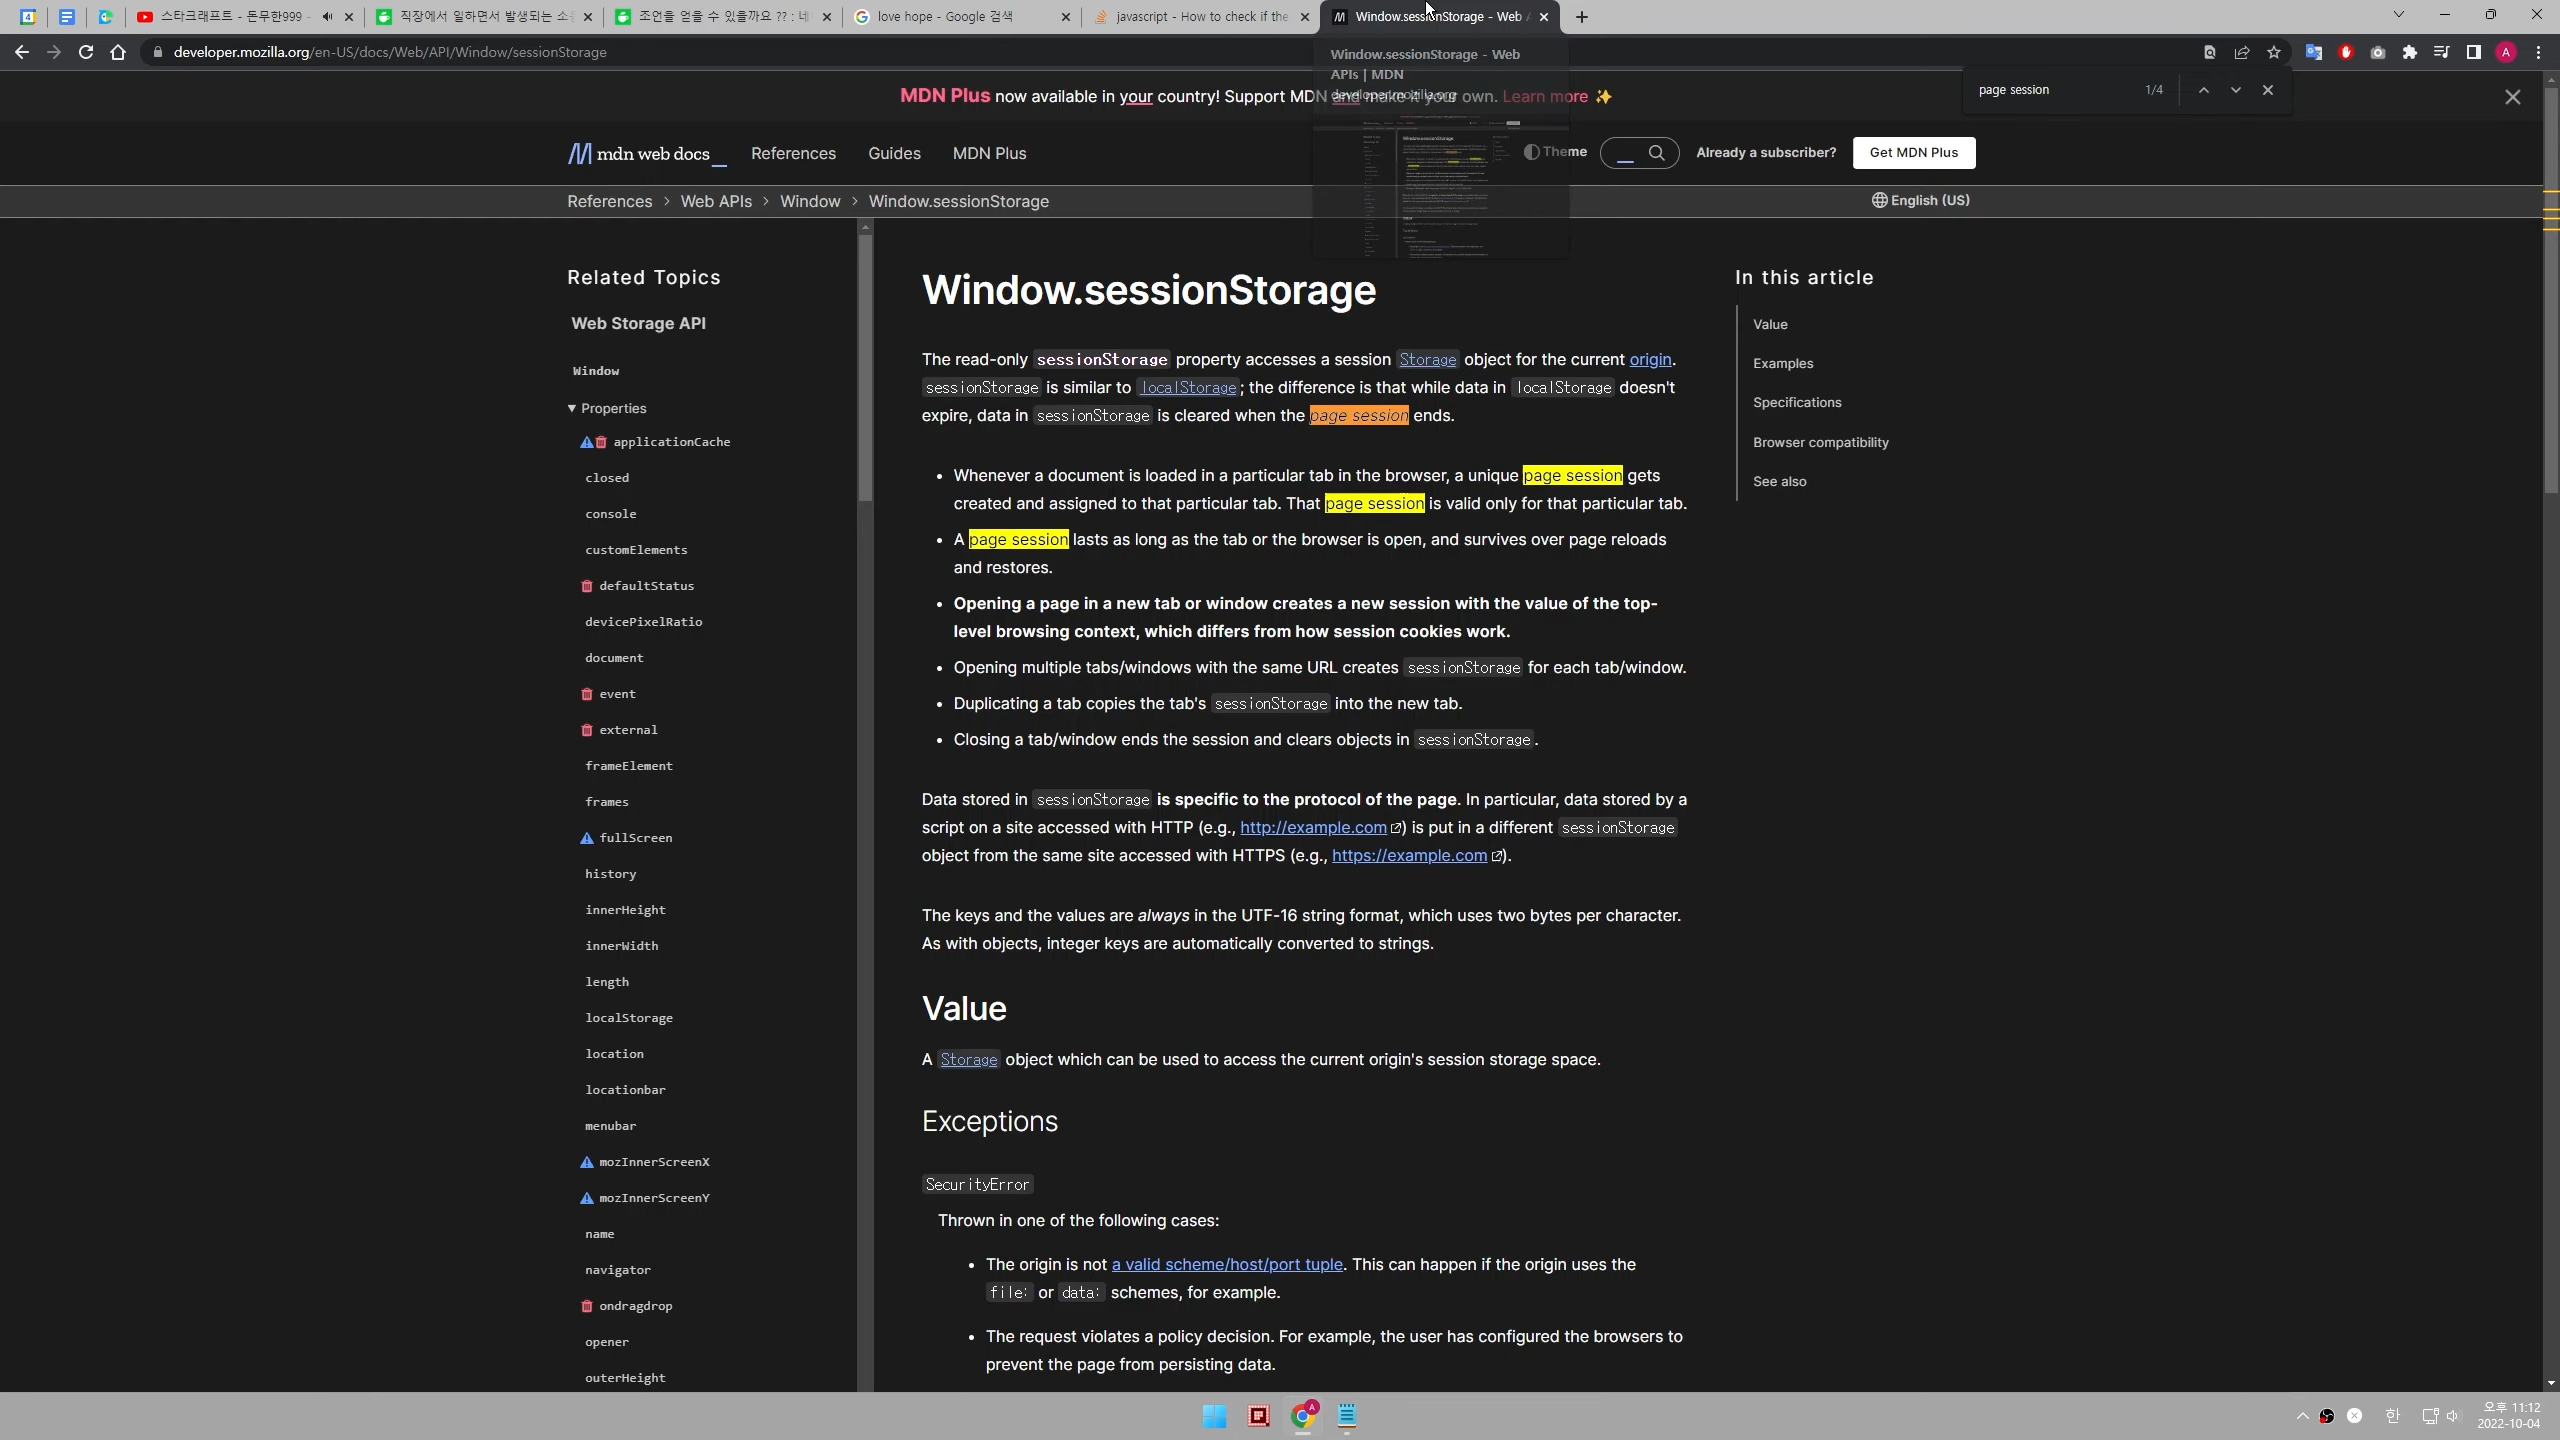 스타크래프트 - 돈무한999 -
직장에서 일하면서 발생되는 소
조언을 얻을 수 있을까요 ?? : 네
love hope - Google 검색
javascript - How to check if the
Window.sessionStorage - Web
developer.mozilla.org/en-US/docs/Web/API/Window/sessionStorage
A
Window.sessionStorage - Web
APIs | MDN
developer.mozilla.org
page session
1/4
MDN Plus now available in your country! Support MDN and make it your own. Learn more ✨
mdn web docs
References
Guides
MDN Plus
Theme
Already a subscriber?
Get MDN Plus
References > Web APIs > Window > Window.sessionStorage
English (US)
Related Topics
Web Storage API
Window
Properties
applicationCache
closed
console
customElements
defaultStatus
devicePixelRatio
document
event
external
frameElement
frames
fullScreen
history
innerHeight
innerWidth
length
localStorage
location
locationbar
menubar
mozInnerScreenX
mozInnerScreenY
name
navigator
ondragdrop
opener
outerHeight
Window.sessionStorage
The read-only sessionStorage property accesses a session Storage object for the current origin.
sessionStorage is similar to localStorage; the difference is that while data in localStorage doesn't
expire, data in sessionStorage is cleared when the page session ends.
• Whenever a document is loaded in a particular tab in the browser, a unique page session gets
created and assigned to that particular tab. That page session is valid only for that particular tab.
• A page session lasts as long as the tab or the browser is open, and survives over page reloads
and restores.
• Opening a page in a new tab or window creates a new session with the value of the top-
level browsing context, which differs from how session cookies work.
• Opening multiple tabs/windows with the same URL creates sessionStorage for each tab/window.
• Duplicating a tab copies the tab's sessionStorage into the new tab.
• Closing a tab/window ends the session and clears objects in sessionStorage.
Data stored in sessionStorage is specific to the protocol of the page. In particular, data stored by a
script on a site accessed with HTTP (e.g., http://example.com) is put in a different sessionStorage
object from the same site accessed with HTTPS (e.g., https://example.com).
The keys and the values are always in the UTF-16 string format, which uses two bytes per character.
As with objects, integer keys are automatically converted to strings.
Value
A Storage object which can be used to access the current origin's session storage space.
Exceptions
SecurityError
Thrown in one of the following cases:
• The origin is not a valid scheme/host/port tuple. This can happen if the origin uses the
file: or data: schemes, for example.
• The request violates a policy decision. For example, the user has configured the browsers to
prevent the page from persisting data.
In this article
Value
Examples
Specifications
Browser compatibility
See also
한
오후 11:12
2022-10-04